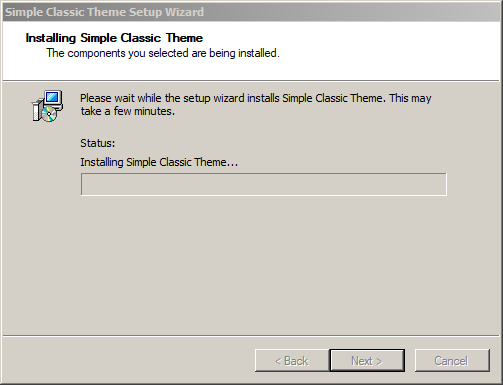 Simple Classic Theme Setup Wizard
Installing Simple Classic Theme
The components you selected are being installed.
Please wait while the setup wizard installs Simple Classic Theme. This may
take a few minutes.
Status:
Installing Simple Classic Theme...
< Back
Next >
Cancel